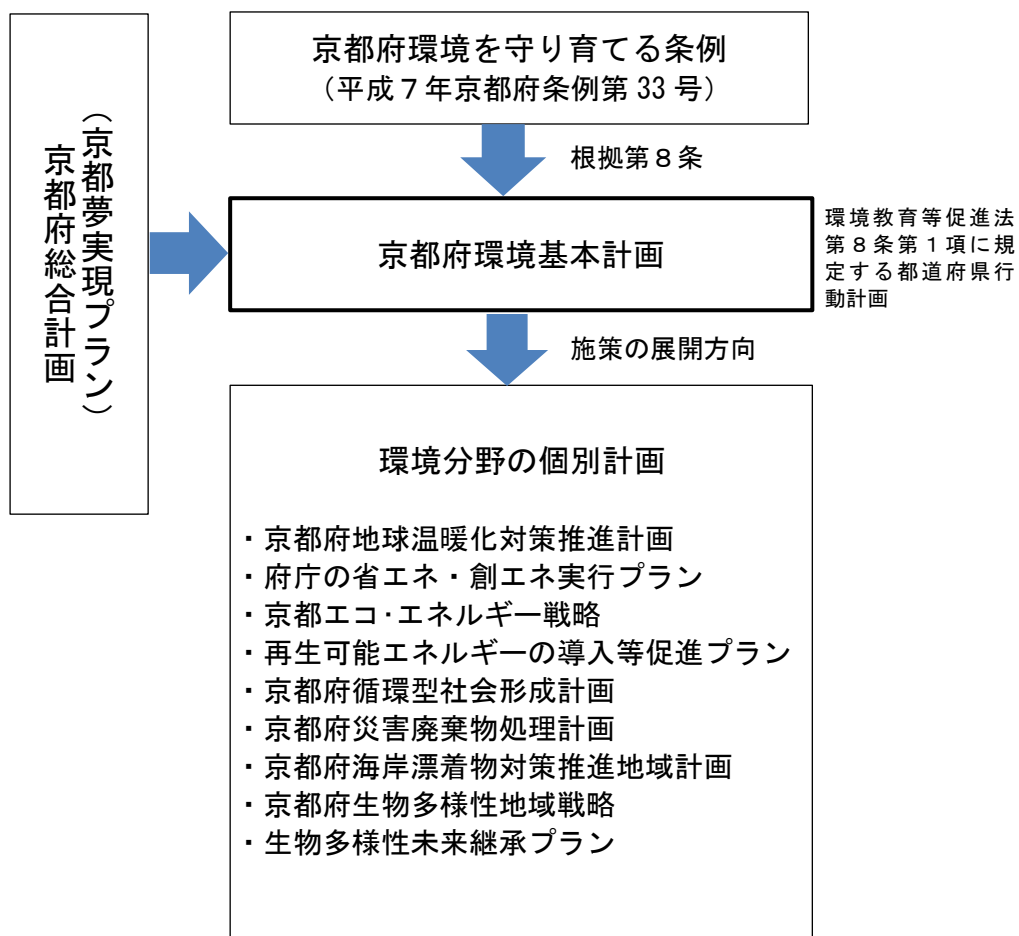 京都府環境を守り育てる条例
（平成７年京都府条例第 33 号）
根拠第８条
京都府総合計画
（京都夢実現プラン）
京都府環境基本計画
環境教育等促進法
第８条第１項に規
定する都道府県行
動計画
施策の展開方向
環境分野の個別計画
・京都府地球温暖化対策推進計画
・府庁の省エネ・創エネ実行プラン
・京都エコ・エネルギー戦略
・再生可能エネルギーの導入等促進プラン
・京都府循環型社会形成計画
・京都府災害廃棄物処理計画
・京都府海岸漂着物対策推進地域計画
・京都府生物多様性地域戦略
・生物多様性未来継承プラン